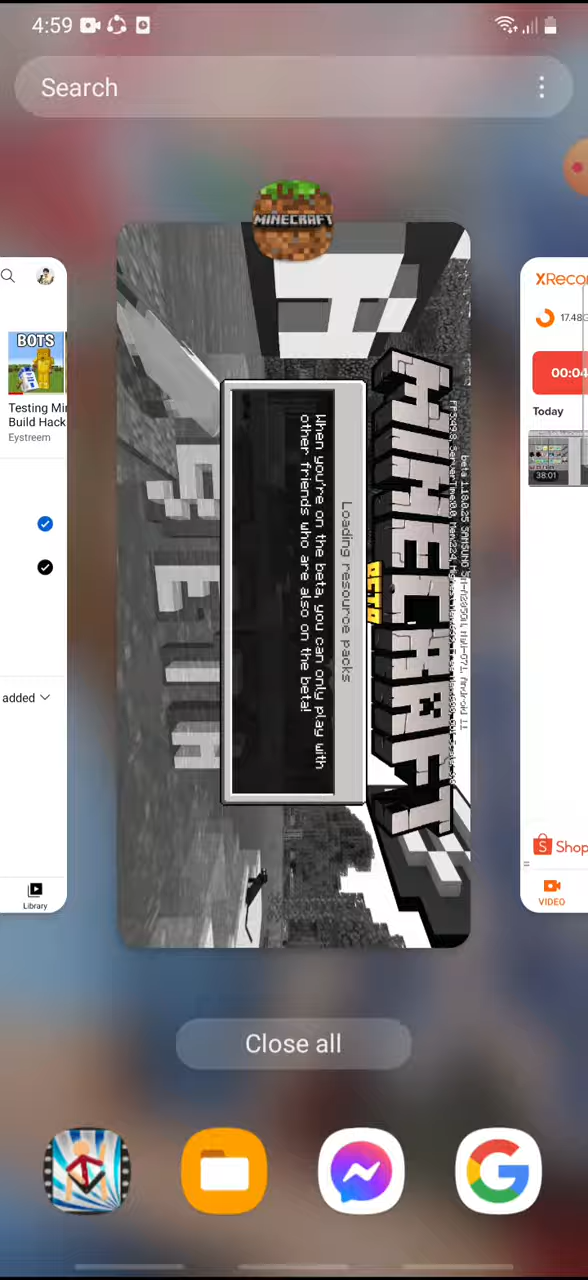 4:59
Search
MINECRAFT
BOTS
Testing Mi
Build Hack
Eystreem
added
Library
MINECRAFT
BETA
Loading resource packs
When you're on the beta, you can only play with
other friends who are also on the beta!
XReco
17.48
00:04
Today
38:01
Shop
VIDEO
Close all